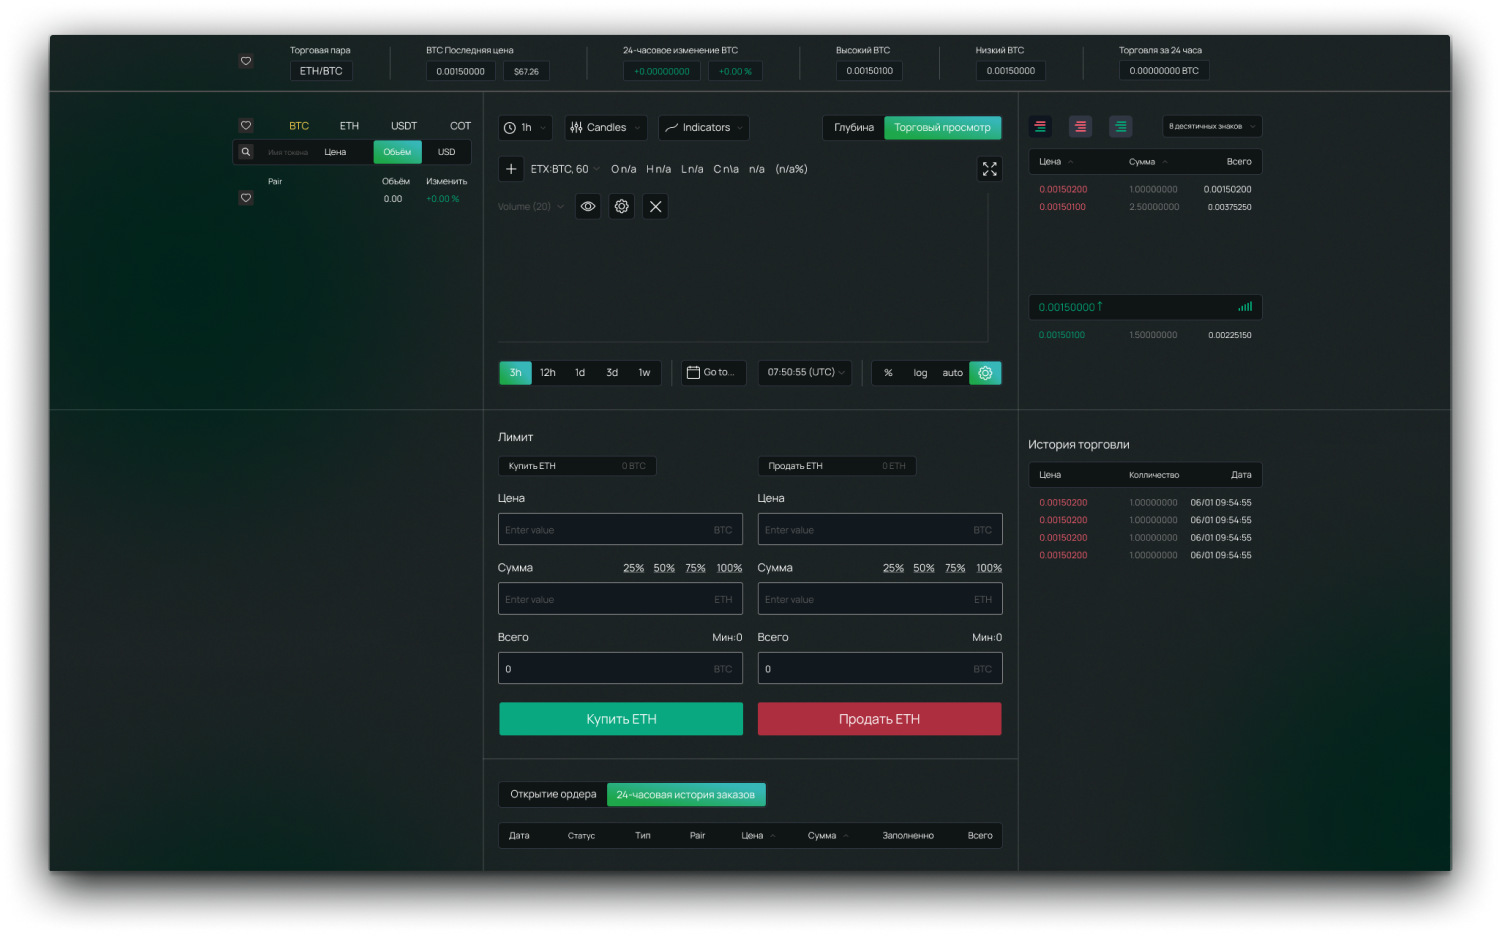 Торговая пара BTC Последняя цена 24-часовое изменение BTC Высокий BTC Низкий BTC Торговля за 24 часа
ETH/BTC 0.00150000 $67.26 +0.00000000 +0.00 % 0.00150100 0.00150000 0.00000000 BTC
BTC ETH USDT COT
Имя токена Цена Объём USD
Pair Объём Изменить
0.00 +0.00 %
1h Candles Indicators Глубина Торговый просмотр
ETX:BTC, 60 O n/a H n/a L n/a C n\a n/a (n/a%)
Volume (20)
3h 12h 1d 3d 1w Go to... 07:50:55 (UTC) % log auto
8 десятичных знаков
Цена Сумма Всего
0.00150200 1.00000000 0.00150200
0.00150100 2.50000000 0.00375250
0.00150000↑
0.00150100 1.50000000 0.00225150
Лимит
Купить ETH 0 BTC Продать ETH 0 ETH
Цена Цена
Enter value BTC Enter value BTC
Сумма 25% 50% 75% 100% Сумма 25% 50% 75% 100%
Enter value ETH Enter value ETH
Всего Мин:0 Всего Мин:0
0 BTC 0 BTC
Купить ETH Продать ETH
История торговли
Цена Колличество Дата
0.00150200 1.00000000 06/01 09:54:55
0.00150200 1.00000000 06/01 09:54:55
0.00150200 1.00000000 06/01 09:54:55
0.00150200 1.00000000 06/01 09:54:55
Открытие ордера 24-часовая история заказов
Дата Статус Тип Pair Цена Сумма Заполненно Всего